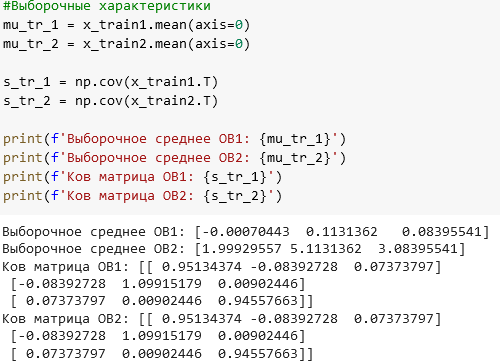 #Выборочные характеристики
mu_tr_1 = x_train1.mean(axis=0)
mu_tr_2 = x_train2.mean(axis=0)
s_tr_1 = np.cov(x_train1.T)
s_tr_2 = np.cov(x_train2.T)
print(f'Выборочное среднее ОВ1: {mu_tr_1}')
print(f'Выборочное среднее ОВ2: {mu_tr_2}')
print(f'Ков матрица ОВ1: {s_tr_1}')
print(f'Ков матрица ОВ2: {s_tr_2}')
Выборочное среднее ОВ1: [-0.00070443  0.1131362   0.08395541]
Выборочное среднее ОВ2: [1.99929557 5.1131362  3.08395541]
Ков матрица ОВ1: [[ 0.95134374 -0.08392728  0.07373797]
 [-0.08392728  1.09915179  0.00902446]
 [ 0.07373797  0.00902446  0.94557663]]
Ков матрица ОВ2: [[ 0.95134374 -0.08392728  0.07373797]
 [-0.08392728  1.09915179  0.00902446]
 [ 0.07373797  0.00902446  0.94557663]]